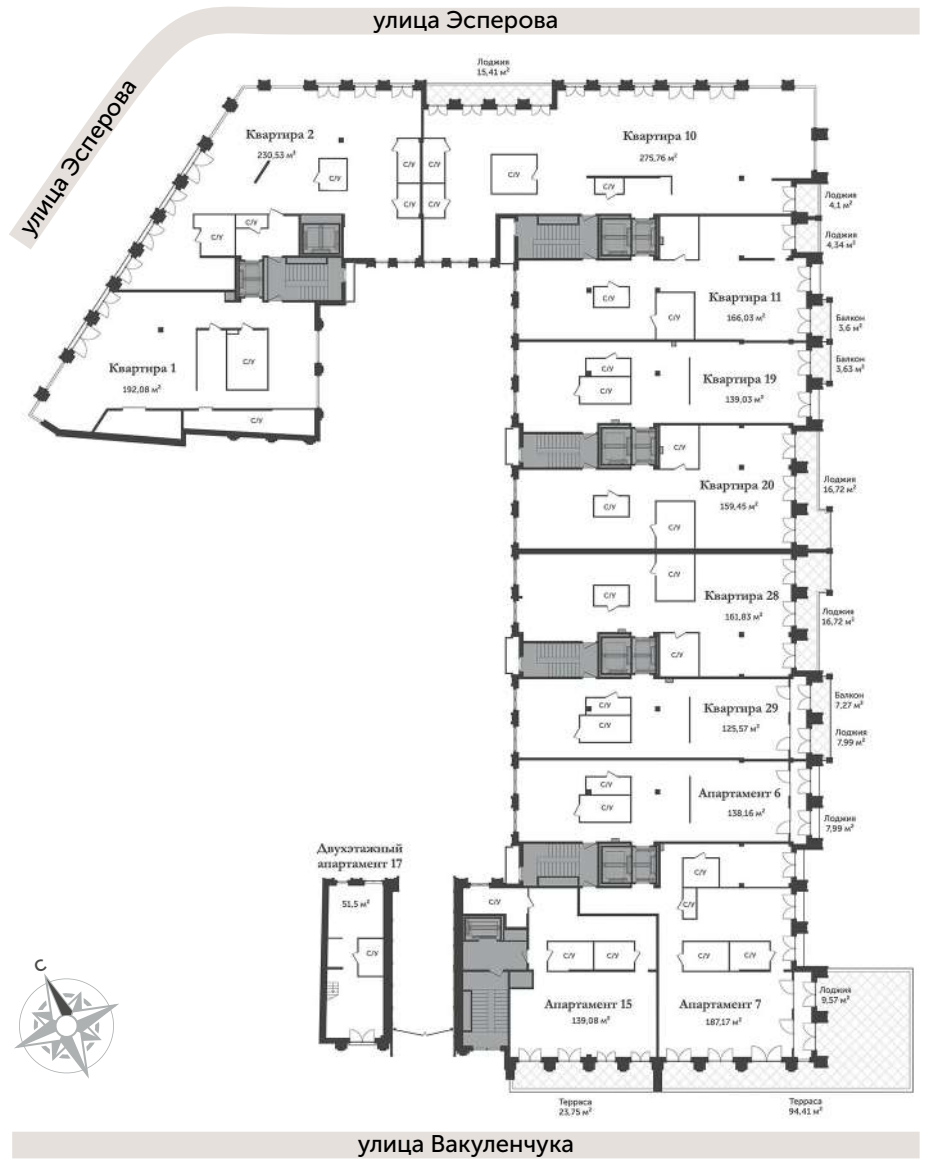 улица Эсперова
улица Эсперова
Лоджия
15,41 м²
Квартира 2
230,53 м²
С/У
С/У
С/У
С/У
С/У
С/У
С/У
Квартира 10
275,76 м²
С/У
С/У
Лоджия
4,1 м²
Лоджия
4,34 м²
Квартира 11
166,03 м²
С/У
С/У
Балкон
3,6 м²
Балкон
3,63 м²
Квартира 1
192,08 м²
С/У
С/У
Квартира 19
139,03 м²
С/У
С/У
Квартира 20
159,45 м²
С/У
С/У
С/У
Лоджия
16,72 м²
Квартира 28
161,83 м²
С/У
С/У
С/У
Лоджия
16,72 м²
Квартира 29
125,57 м²
С/У
С/У
Балкон
7,27 м²
Лоджия
7,99 м²
Апартамент 6
138,16 м²
С/У
С/У
Лоджия
7,99 м²
Двухэтажный
апартамент 17
51,5 м²
С/У
С/У
С/У
С/У
С/У
С/У
С/У
С/У
Апартамент 15
139,08 м²
Апартамент 7
187,17 м²
Лоджия
9,57 м²
С
Терраса
23,75 м²
Терраса
94,41 м²
улица Вакуленчука